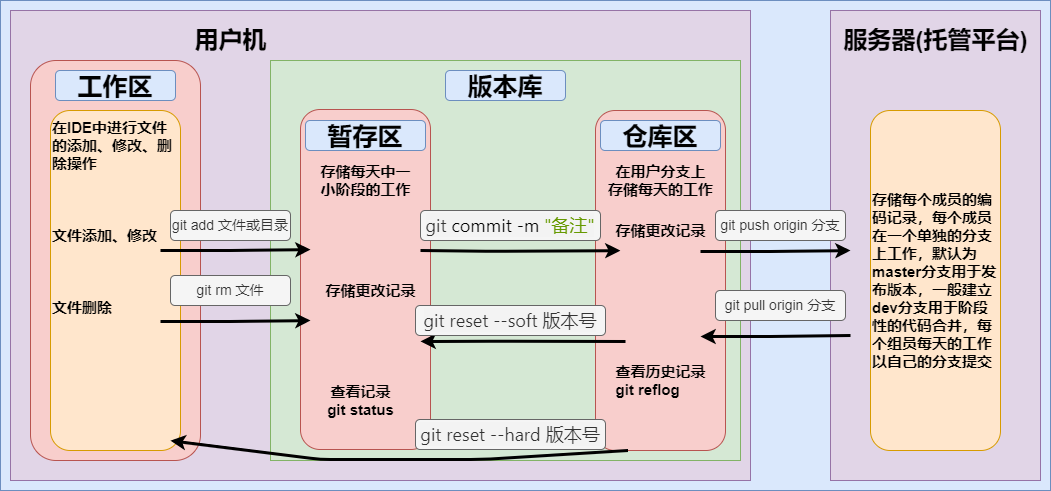 用户机
服务器(托管平台)
工作区
版本库
在IDE中进行文件
的添加、修改、删
除操作
文件添加、修改
文件删除
git add 文件或目录
git rm 文件
暂存区
存储每天中一
小阶段的工作
存储更改记录
查看记录
git status
git commit -m "备注"
git reset --soft 版本号
git reset --hard 版本号
仓库区
在用户分支上
存储每天的工作
存储更改记录
查看历史记录
git reflog
git push origin 分支
git pull origin 分支
存储每个成员的编
码记录，每个成员
在一个单独的分支
上工作，默认为
master分支用于发
布版本，一般建立
dev分支用于阶段
性的代码合并，每
个组员每天的工作
以自己的分支提交